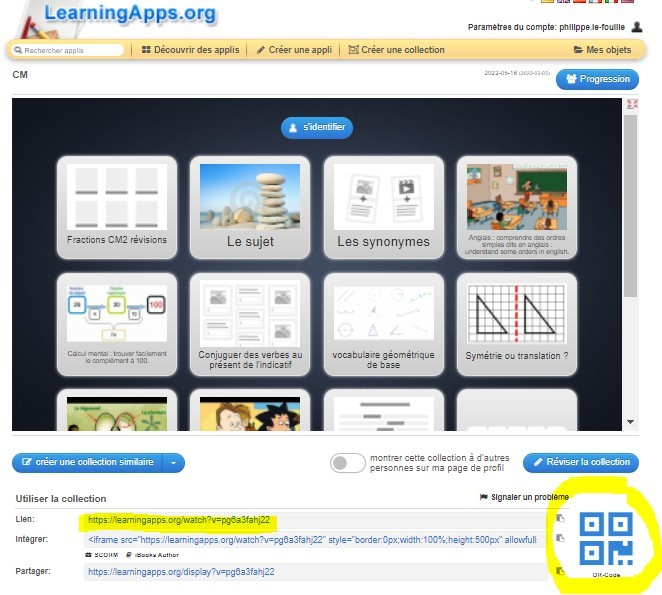 LearningApps.org
Paramètres du compte: philippe.le-fouille
Rechercher applis
Découvrir des applis
Créer une appli
Créer une collection
Mes objets
CM
2022-05-16 (2022-03-03)
Progression
s'identifier
Fractions CM2 révisions
Le sujet
Les synonymes
Anglais : comprendre des ordres
simples dits en anglais :
understand some orders in english.
Calcul mental : trouver facilement
le complément à 100.
Conjuguer des verbes au
présent de l'indicatif
vocabulaire géométrique
de base
Symétrie ou translation ?
créer une collection similaire
montrer cette collection à d'autres
personnes sur ma page de profil
Réviser la collection
Utiliser la collection
Signaler un problème
Lien:
https://learningapps.org/watch?v=pg6a3fahj22
Intégrer:
<iframe src="https://learningapps.org/watch?v=pg6a3fahj22" style="border:0px;width:100%;height:500px" allowfulls
SCORM
iBooks Author
Partager:
https://learningapps.org/display?v=pg6a3fahj22
QR-Code